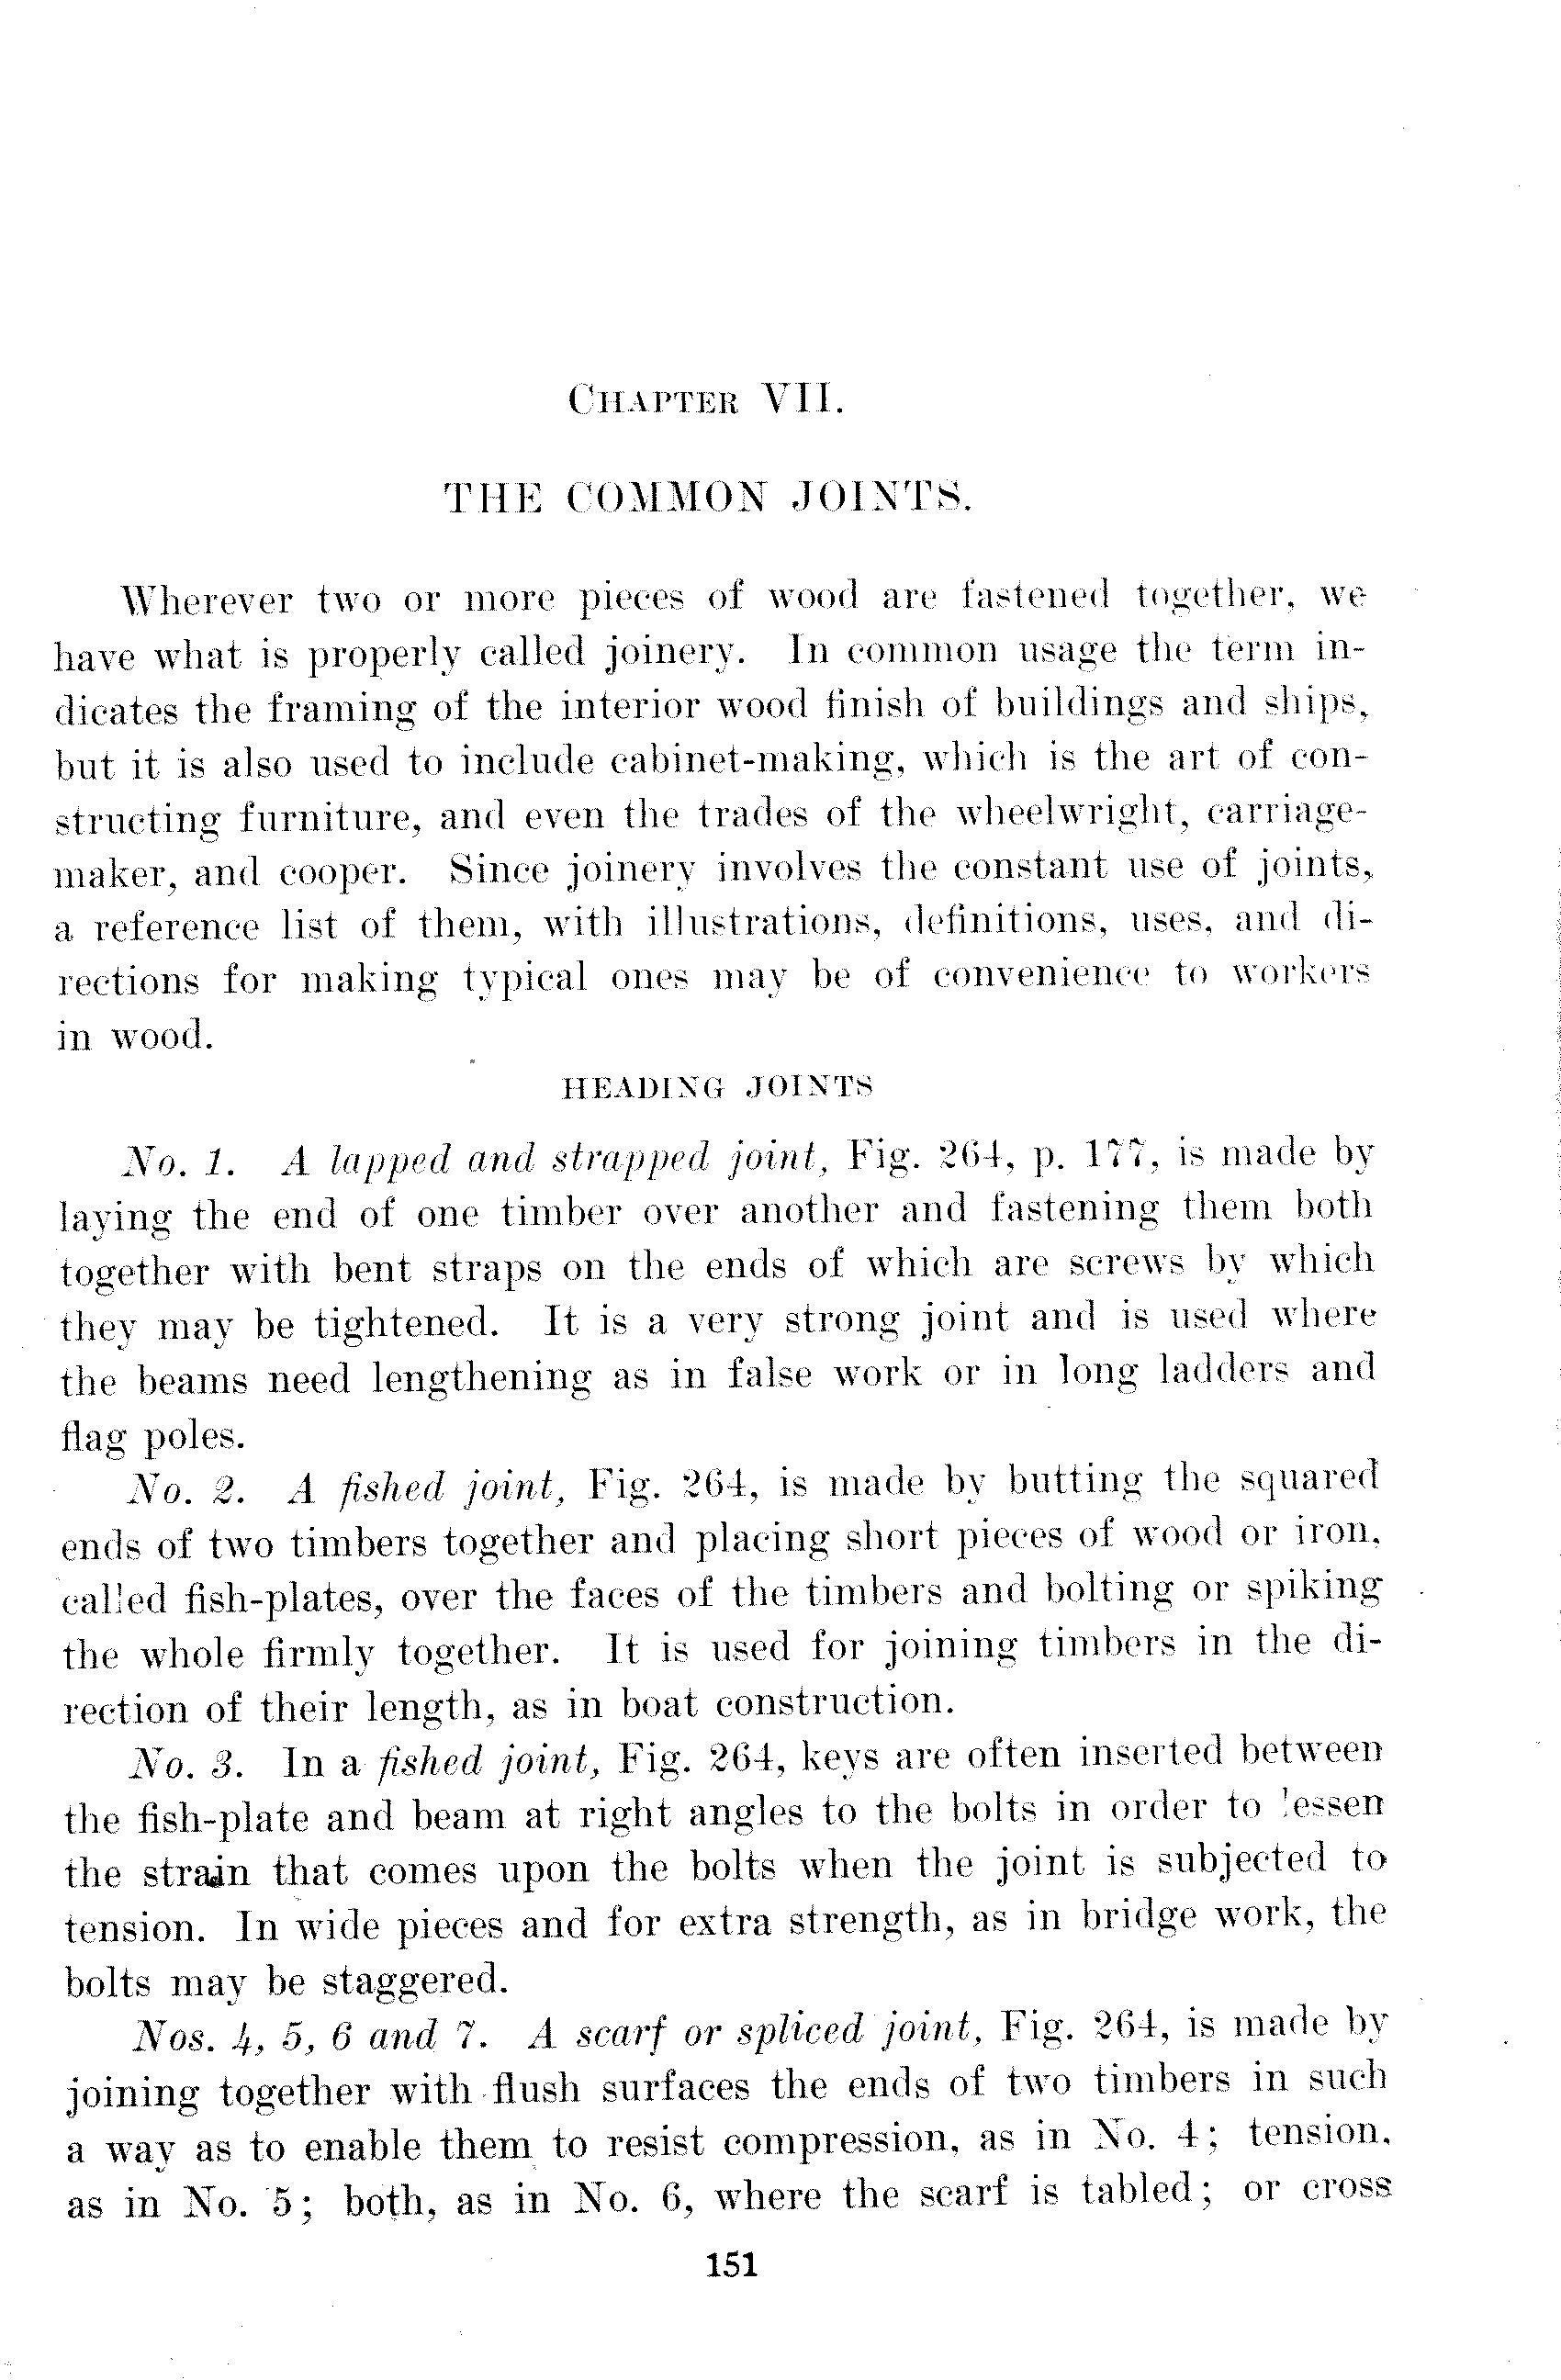 CHAPTER VII.
THE COMMON JOINTS.
Wherever two or more pieces of wood are fastened together, we
have what is properly called joinery. In common usage the term in-
dicates the framing of the interior wood finish of buildings and ships,
but it is also used to include cabinet-making, which is the art of con-
structing furniture, and even the trades of the wheelwright, carriage-
maker, and cooper. Since joinery involves the constant use of joints,
a reference list of them, with illustrations, definitions, uses, and di-
rections for making typical ones may be of convenience to workers
in wood.
HEADING JOINTS
No. 1. A lapped and strapped joint, Fig. 264, p. 177, is made by
laying the end of one timber over another and fastening them both
together with bent straps on the ends of which are screws by which
they may be tightened. It is a very strong joint and is used where
the beams need lengthening as in false work or in long ladders and
flag poles.
No. 2. A fished joint, Fig. 264, is made by butting the squared
ends of two timbers together and placing short pieces of wood or iron,
called fish-plates, over the faces of the timbers and bolting or spiking
the whole firmly together. It is used for joining timbers in the di-
rection of their length, as in boat construction.
No. 3. In a fished joint, Fig. 264, keys are often inserted between
the fish-plate and beam at right angles to the bolts in order to lessen
the strain that comes upon the bolts when the joint is subjected to
tension. In wide pieces and for extra strength, as in bridge work, the
bolts may be staggered.
Nos. 4, 5, 6 and 7. A scarf or spliced joint, Fig. 264, is made by
joining together with flush surfaces the ends of two timbers in such
a way as to enable them to resist compression, as in No. 4; tension,
as in No. 5; both, as in No. 6, where the scarf is tabled; or cross
151